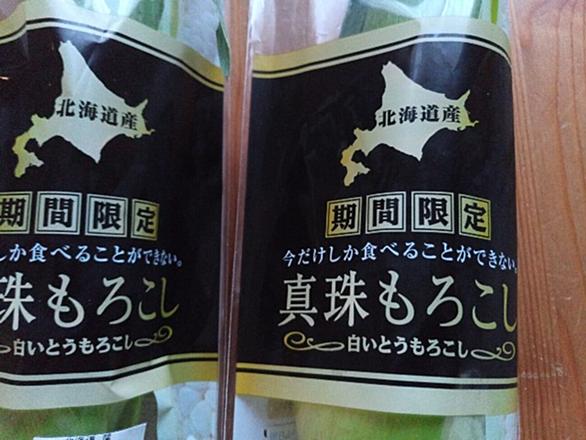 北海道産
期間限定
しか食べることができない。
珠もろこし
白いとうもろこし
北海道産
期間限定
今だけしか食べることができない。
真珠もろこし
白いとうもろこし